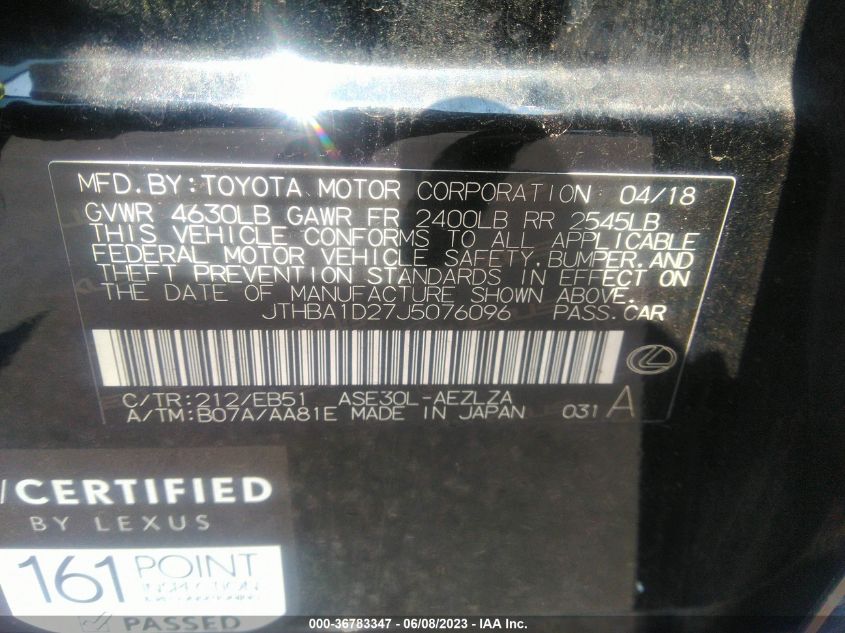 MFD. BY: TOYOTA MOTOR CORPORATION 04/18
GVWR 4630LB GAWR FR 2400LB RR 2545LB
THIS VEHICLE CONFORMS TO ALL APPLICABLE
FEDERAL MOTOR VEHICLE SAFETY, BUMPER, AND
THEFT PREVENTION STANDARDS IN EFFECT ON
THE DATE OF MANUFACTURE SHOWN ABOVE.
JTHBA1D27J5076096 PASS.CAR
C/TR:212/EB51 ASE30L-AEZLZA
A/TM:B07A/AA81E MADE IN JAPAN 031 A
/CERTIFIED
BY LEXUS
161 POINT
INSPECTION
PASSED
000-36783347 - 06/08/2023 - IAA Inc.